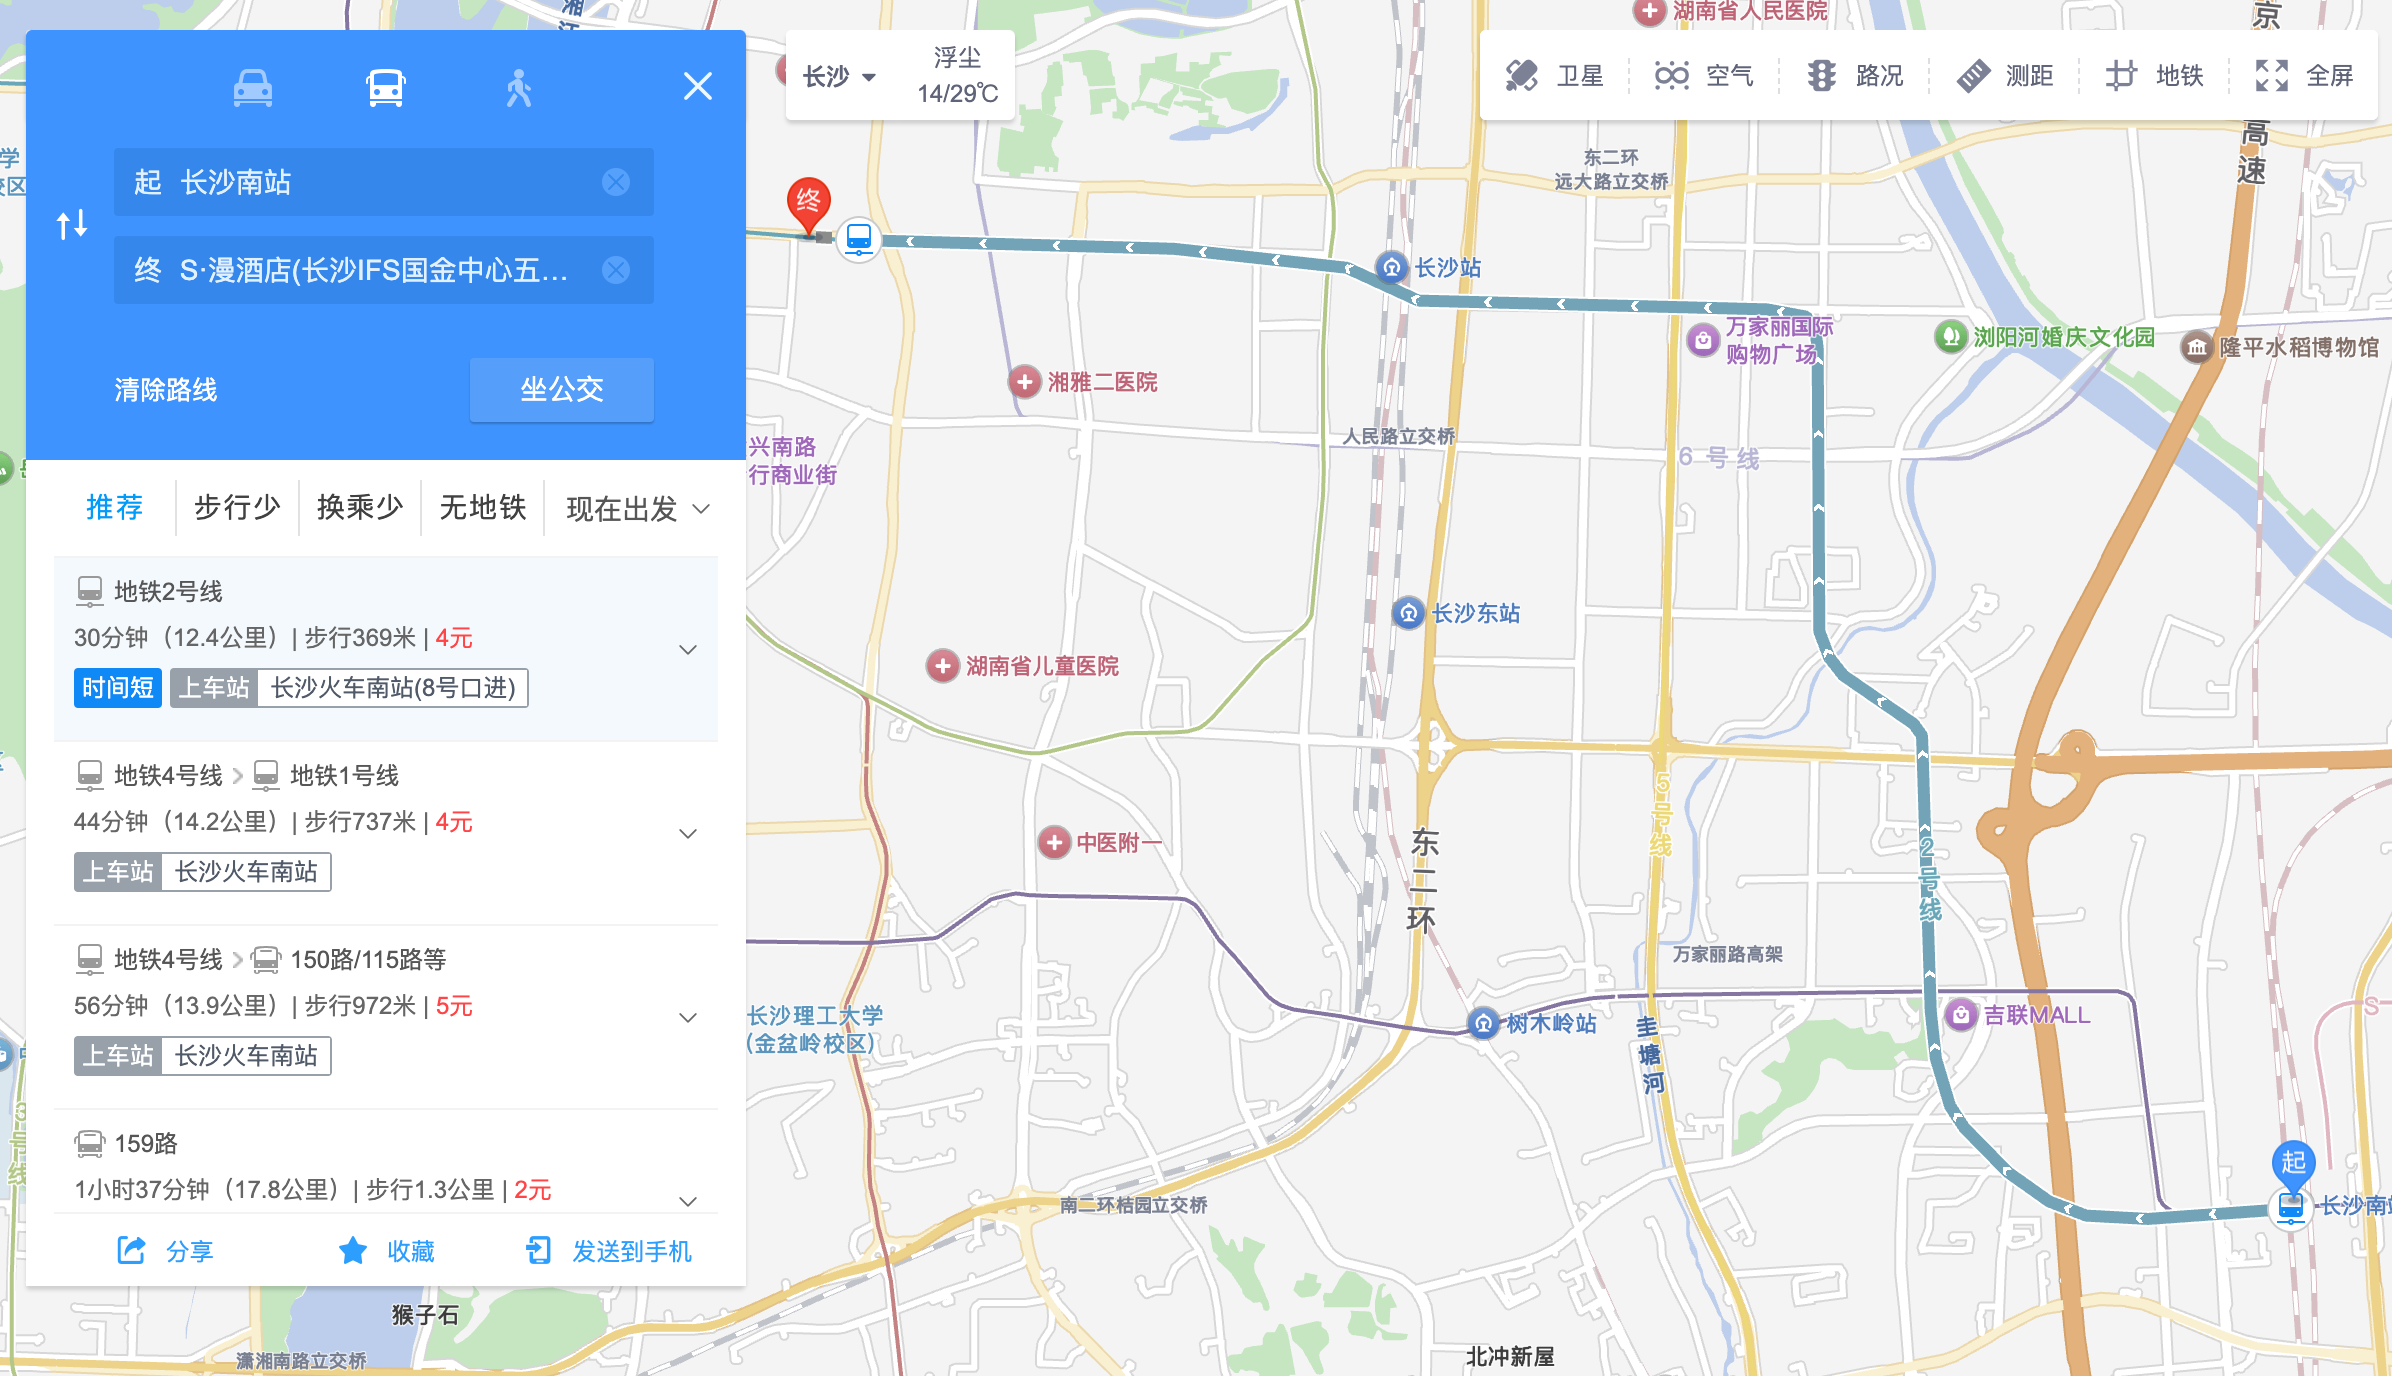 起 长沙南站
终 S·漫酒店(长沙IFS国金中心五...
清除路线
坐公交
推荐
步行少
换乘少
无地铁
现在出发
地铁2号线
30分钟（12.4公里）| 步行369米 | 4元
时间短 上车站 长沙火车南站(8号口进)
地铁4号线 > 地铁1号线
44分钟（14.2公里）| 步行737米 | 4元
上车站 长沙火车南站
地铁4号线 > 150路/115路等
56分钟（13.9公里）| 步行972米 | 5元
上车站 长沙火车南站
159路
1小时37分钟（17.8公里）| 步行1.3公里 | 2元
分享
收藏
发送到手机
长沙
浮尘
14/29℃
卫星
空气
路况
测距
地铁
全屏
湖南省人民医院
京
高
速
东二环
远大路立交桥
终
长沙站
万家丽国际
购物广场
浏阳河婚庆文化园
隆平水稻博物馆
湘雅二医院
人民路立交桥
6号线
兴南路
行商业街
长沙东站
湖南省儿童医院
5号线
中医附一
东二环
2号线
万家丽路高架
长沙理工大学
(金盆岭校区)
树木岭站
圭塘河
吉联MALL
S
起
长沙南
南二环桔园立交桥
3号线
猴子石
潇湘南路立交桥
北冲新屋
学
校区